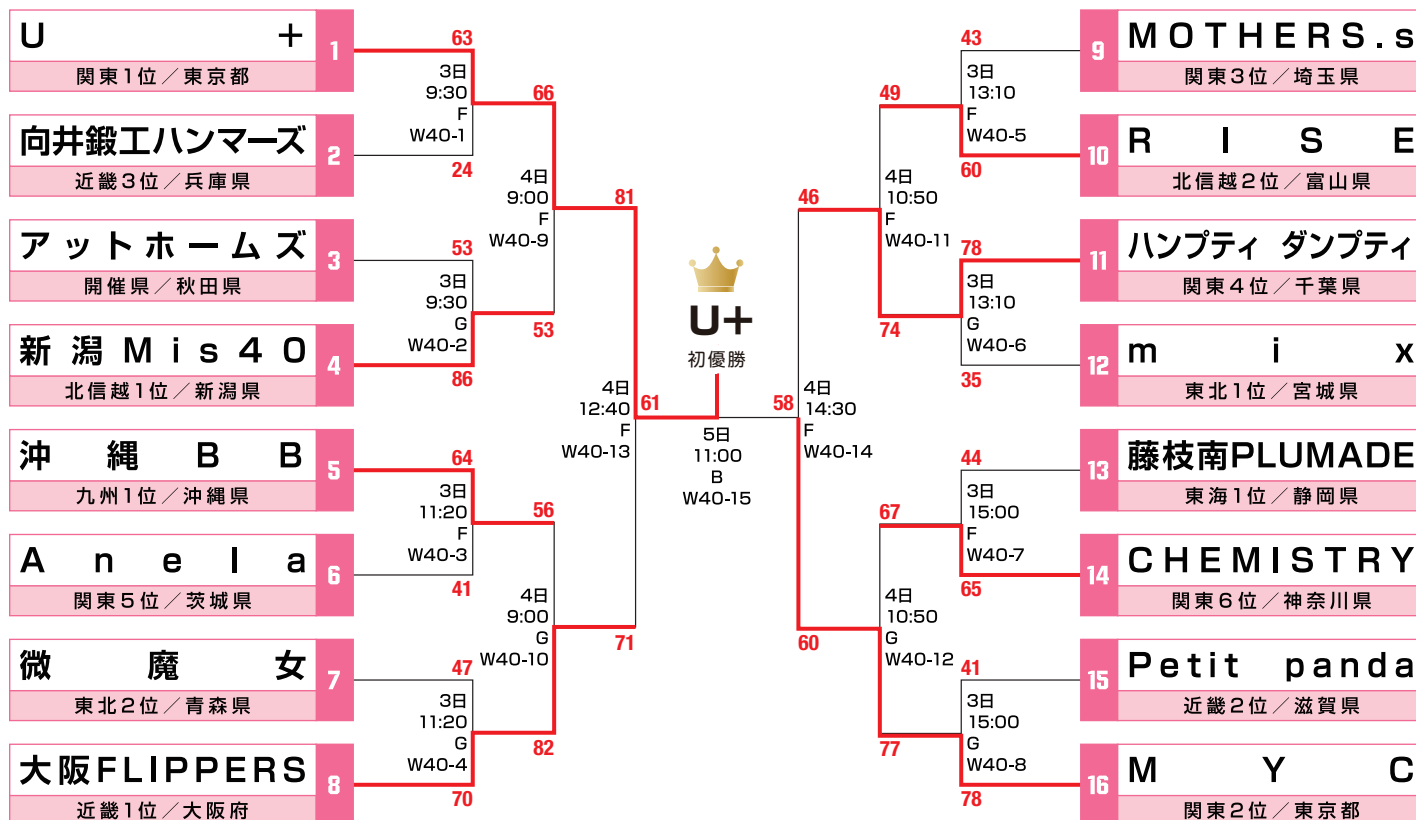 U +
1
関東1位／東京都
向井鍛工ハンマーズ
2
近畿3位／兵庫県
アットホームズ
3
開催県／秋田県
新潟Mis40
4
北信越1位／新潟県
沖縄BB
5
九州1位／沖縄県
Anela
6
関東5位／茨城県
微魔女
7
東北2位／青森県
大阪FLIPPERS
8
近畿1位／大阪府
63
3日
9:30
F
W40-1
24
53
3日
9:30
G
W40-2
86
64
3日
11:20
F
W40-3
41
47
3日
11:20
G
W40-4
70
66
4日
9:00
F
W40-9
53
56
4日
9:00
G
W40-10
82
81
4日
12:40
F
W40-13
71
U+
初優勝
61
58
5日
11:00
B
W40-15
46
4日
14:30
F
W40-14
60
49
4日
10:50
F
W40-11
74
67
4日
10:50
G
W40-12
77
43
3日
13:10
F
W40-5
60
78
3日
13:10
G
W40-6
35
44
3日
15:00
F
W40-7
65
41
3日
15:00
G
W40-8
78
9
MOTHERS.s
関東3位／埼玉県
10
RISE
北信越2位／富山県
11
ハンプティ ダンプティ
関東4位／千葉県
12
mix
東北1位／宮城県
13
藤枝南PLUMADE
東海1位／静岡県
14
CHEMISTRY
関東6位／神奈川県
15
Petit panda
近畿2位／滋賀県
16
MYC
関東2位／東京都